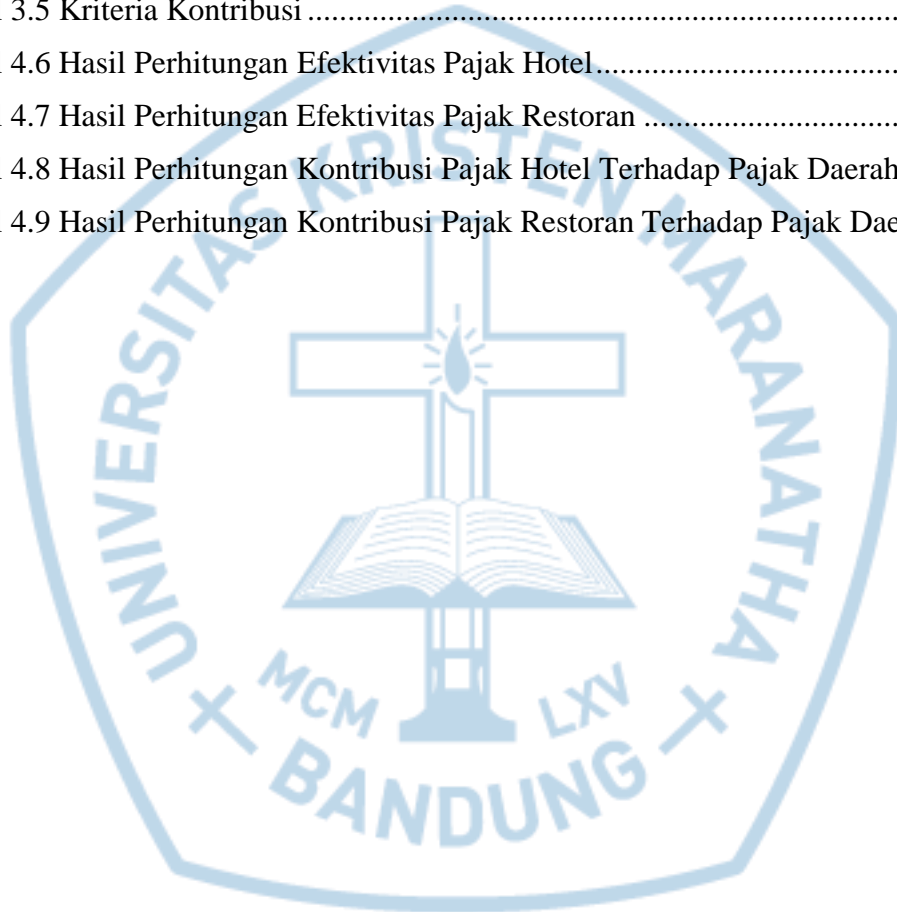 3.5 Kriteria Kontribusi ..........................................................................
4.6 Hasil Perhitungan Efektivitas Pajak Hotel.......................................
4.7 Hasil Perhitungan Efektivitas Pajak Restoran .................................
4.8 Hasil Perhitungan Kontribusi Pajak Hotel Terhadap Pajak Daerah
4.9 Hasil Perhitungan Kontribusi Pajak Restoran Terhadap Pajak Dae
UNIVERSITAS KRISTEN MARANATHA
MCM LXV
BANDUNG